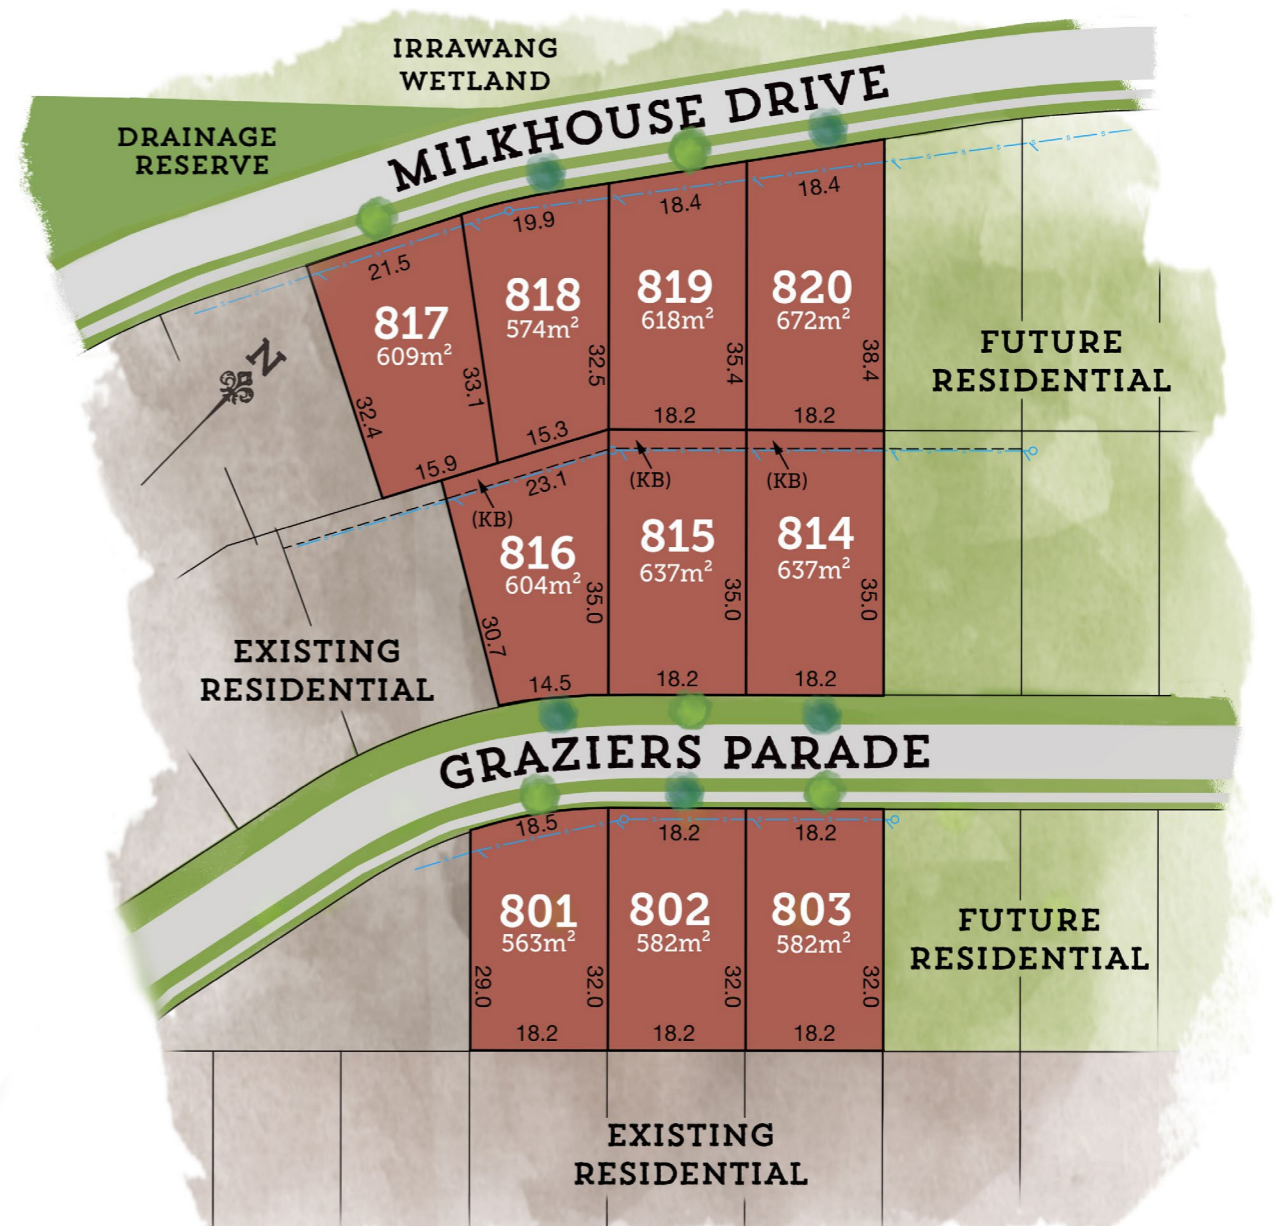 IRRAWANG
WETLAND
DRAINAGE
RESERVE
MILKHOUSE DRIVE
N
21.5
817
609m²
32.4
33.1
15.9
19.9
818
574m²
32.5
15.3
18.4
819
618m²
35.4
18.2
18.4
820
672m²
38.4
18.2
FUTURE
RESIDENTIAL
23.1
(KB)
816
604m²
30.7
35.0
14.5
(KB)
815
637m²
35.0
18.2
(KB)
814
637m²
35.0
18.2
EXISTING
RESIDENTIAL
GRAZIERS PARADE
18.5
801
563m²
29.0
32.0
18.2
18.2
802
582m²
32.0
18.2
18.2
803
582m²
32.0
18.2
FUTURE
RESIDENTIAL
EXISTING
RESIDENTIAL